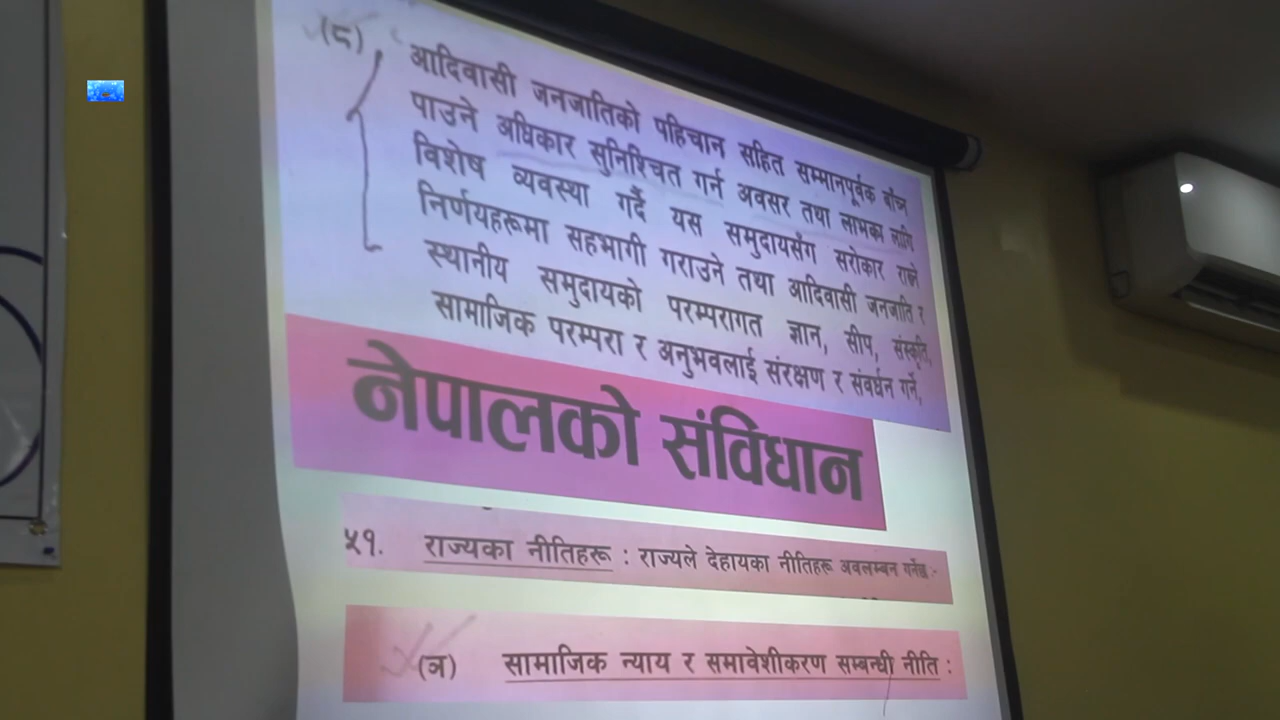 (८) आदिवासी जनजातिको पहिचान सहित सम्मानपूर्वक बाँच्न
पाउने अधिकार सुनिश्चित गर्न अवसर तथा लाभका लागि
विशेष व्यवस्था गर्दै यस समुदायसँग सरोकार राख्ने
निर्णयहरूमा सहभागी गराउने तथा आदिवासी जनजाति र
स्थानीय समुदायको परम्परागत ज्ञान, सीप, संस्कृति,
सामाजिक परम्परा र अनुभवलाई संरक्षण र संवर्धन गर्ने,
नेपालको संविधान
५१. राज्यका नीतिहरू : राज्यले देहायका नीतिहरू अवलम्बन गर्नेछ :-
(ञ) सामाजिक न्याय र समावेशीकरण सम्बन्धी नीति :